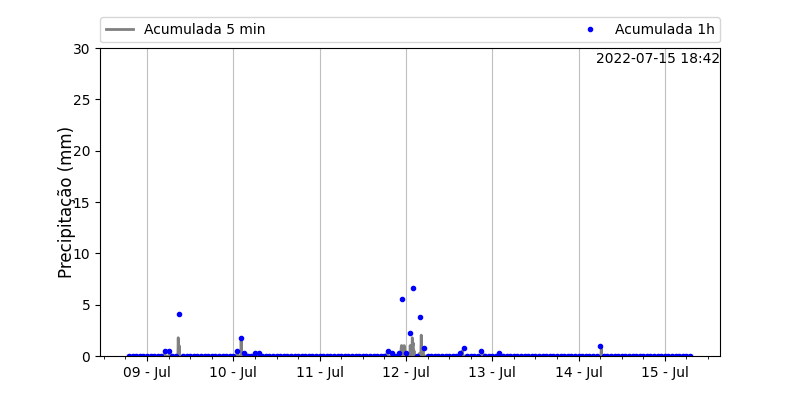 Acumulada 5 min
Acumulada 1h
2022-07-15 18:42
Precipitação (mm)
30
25
20
15
10
5
0
09 - Jul
10 - Jul
11 - Jul
12 - Jul
13 - Jul
14 - Jul
15 - Jul